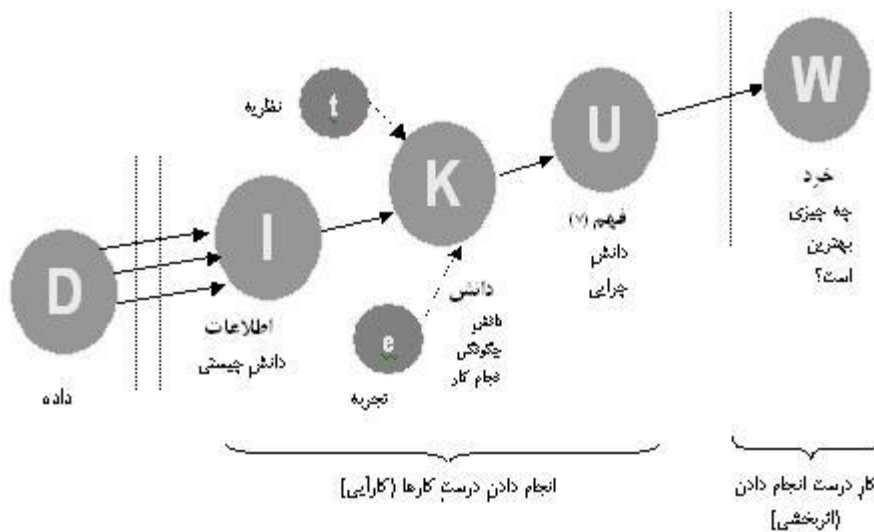 W
U
t
نظریه
K
I
D
e
خرد
چه چیزی
بهترین
است؟
فهم (۷)
دانش
چرایی
دانش
دانش
چگونگی
انجام کار
اطلاعات
دانش چیستی
داده
تجربه
انجام دادن درست کارها (کارآیی]
کار درست انجام دادن
(اثربخشی]